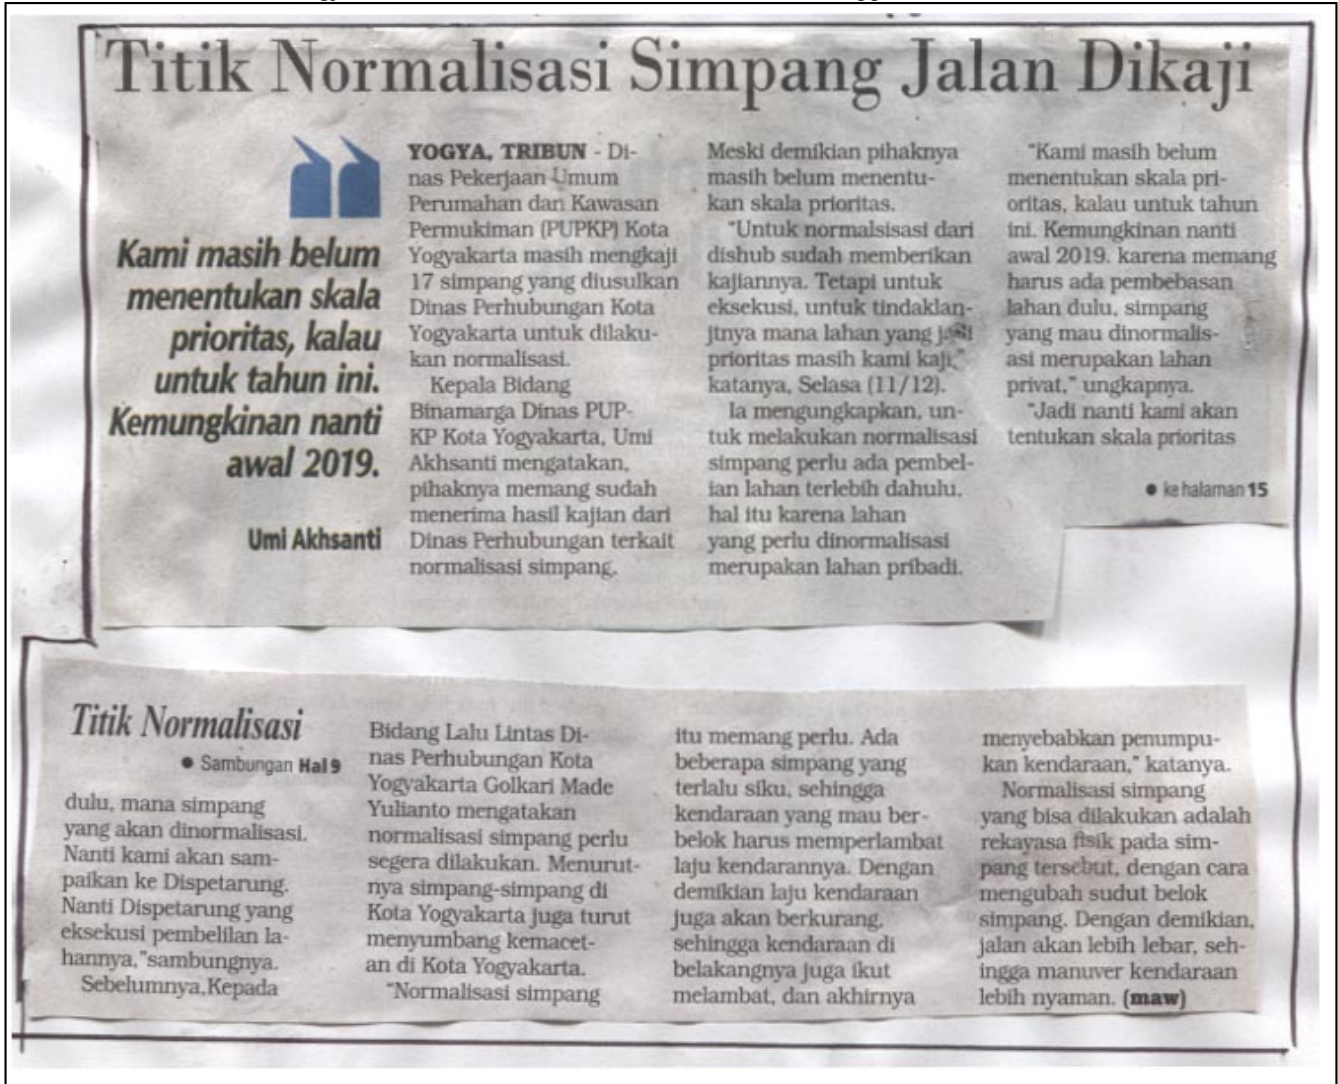 Titik Normalisasi Simpang Jalan Dikaji
Kami masih belum
menentukan skala
prioritas, kalau
untuk tahun ini.
Kemungkinan nanti
awal 2019.
Umi Akhsanti
YOGYA, TRIBUN - Di-
nas Pekerjaan Umum
Perumahan dan Kawasan
Permukiman (PUPKP) Kota
Yogyakarta masih mengkaji
17 simpang yang diusulkan
Dinas Perhubungan Kota
Yogyakarta untuk dilaku-
kan normalisasi.
Kepala Bidang
Binamarga Dinas PUP-
KP Kota Yogyakarta, Umi
Akhsanti mengatakan,
pihaknya memang sudah
menerima hasil kajian dari
Dinas Perhubungan terkait
normalisasi simpang.
Meski demikian pihaknya
masih belum menentu-
kan skala prioritas.
"Untuk normalsisasi dari
dishub sudah memberikan
kajiannya. Tetapi untuk
eksekusi, untuk tindaklan-
jtnya mana lahan yang jadi
prioritas masih kami kaji,"
katanya, Selasa (11/12).
Ia mengungkapkan, un-
tuk melakukan normalisasi
simpang perlu ada pembel-
ian lahan terlebih dahulu,
hal itu karena lahan
yang perlu dinormalisasi
merupakan lahan pribadi.
"Kami masih belum
menentukan skala pri-
oritas, kalau untuk tahun
ini. Kemungkinan nanti
awal 2019. karena memang
harus ada pembebasan
lahan dulu, simpang
yang mau dinormalis-
asi merupakan lahan
privat," ungkapnya.
"Jadi nanti kami akan
tentukan skala prioritas
● ke halaman 15
Titik Normalisasi
● Sambungan Hal 9
dulu, mana simpang
yang akan dinormalisasi.
Nanti kami akan sam-
paikan ke Dispetarung.
Nanti Dispetarung yang
eksekusi pembelilan la-
hannya,"sambungnya.
Sebelumnya,Kepada
Bidang Lalu Lintas Di-
nas Perhubungan Kota
Yogyakarta Golkari Made
Yulianto mengatakan
normalisasi simpang perlu
segera dilakukan. Menurut-
nya simpang-simpang di
Kota Yogyakarta juga turut
menyumbang kemacet-
an di Kota Yogyakarta.
"Normalisasi simpang
itu memang perlu. Ada
beberapa simpang yang
terlalu siku, sehingga
kendaraan yang mau ber-
belok harus memperlambat
laju kendarannya. Dengan
demikian laju kendaraan
juga akan berkurang,
sehingga kendaraan di
belakangnya juga ikut
melambat, dan akhirnya
menyebabkan penumpu-
kan kendaraan," katanya.
Normalisasi simpang
yang bisa dilakukan adalah
rekayasa fisik pada sim-
pang tersebut, dengan cara
mengubah sudut belok
simpang. Dengan demikian,
jalan akan lebih lebar, seh-
ingga manuver kendaraan
lebih nyaman. (maw)